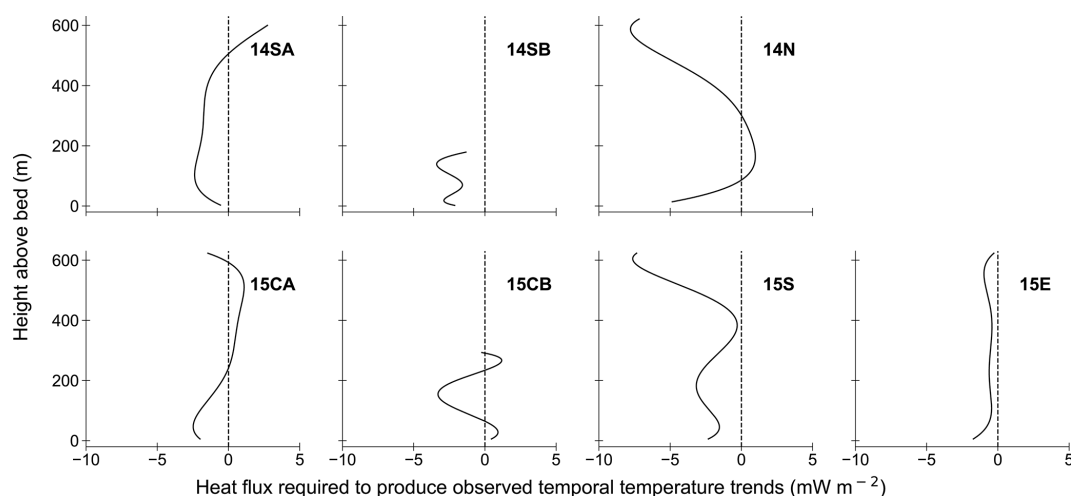 600
400
200
0
−10
−5
0
5
−10
−5
0
5
−10
−5
0
5
−10
−5
0
5
600
400
200
0
14SA
14SB
14N
15CA
15CB
15S
15E
Height above bed (m)
Heat flux required to produce observed temporal temperature trends (mW m − 2)